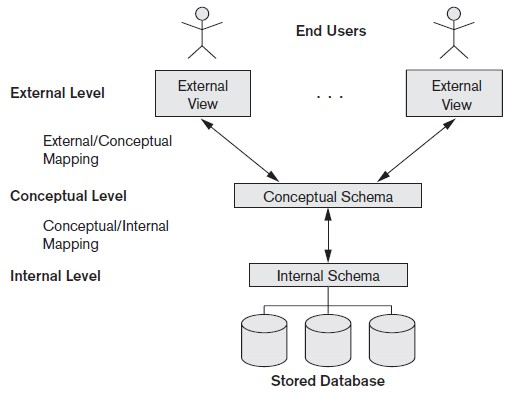 End Users
External Level
External
View
. . .
External
View
External/Conceptual
Mapping
Conceptual Level
Conceptual Schema
Conceptual/Internal
Mapping
Internal Level
Internal Schema
Stored Database